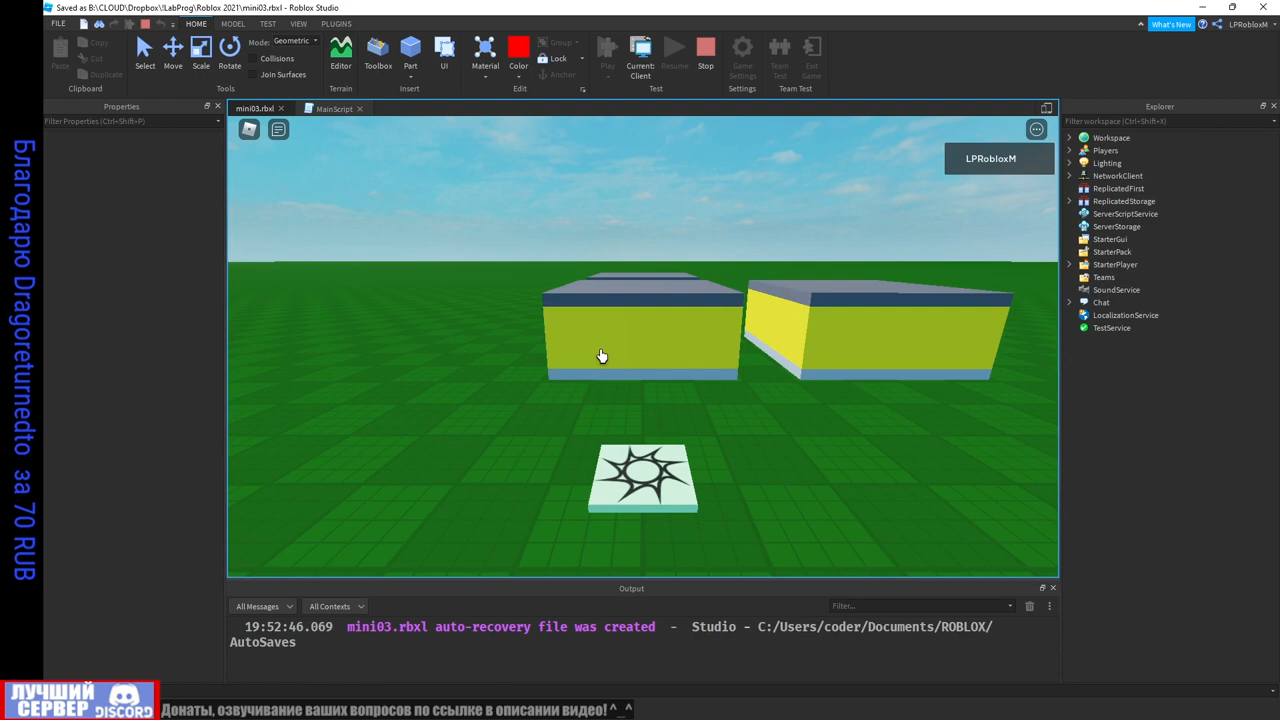 Saved as B:\CLOUD\Dropbox\!LabProg\Roblox 2021\mini03.rbxl - Roblox Studio
FILE HOME MODEL TEST VIEW PLUGINS What's New LPRobloxM
Paste Copy Cut Duplicate Clipboard
Select Move Scale Rotate Mode: Geometric Collisions Join Surfaces Tools
Editor Terrain
Toolbox Part UI Insert
Material Color Group Lock Anchor Edit
Play Current: Client Resume Stop Test
Game Settings Settings
Team Test Exit Game Team Test
Properties
Filter Properties (Ctrl+Shift+P)
mini03.rbxl MainScript
LPRobloxM
Explorer
Filter workspace (Ctrl+Shift+X)
Workspace
Players
Lighting
NetworkClient
ReplicatedFirst
ReplicatedStorage
ServerScriptService
ServerStorage
StarterGui
StarterPack
StarterPlayer
Teams
SoundService
Chat
LocalizationService
TestService
Output
All Messages All Contexts Filter...
19:52:46.069 mini03.rbxl auto-recovery file was created - Studio - C:/Users/coder/Documents/ROBLOX/
AutoSaves
Благодарю Dragoreturnedto за 70 RUB
ЛУЧШИЙ
СЕРВЕР DISCORD
Донаты, озвучивание ваших вопросов по ссылке в описании видео! ^_^